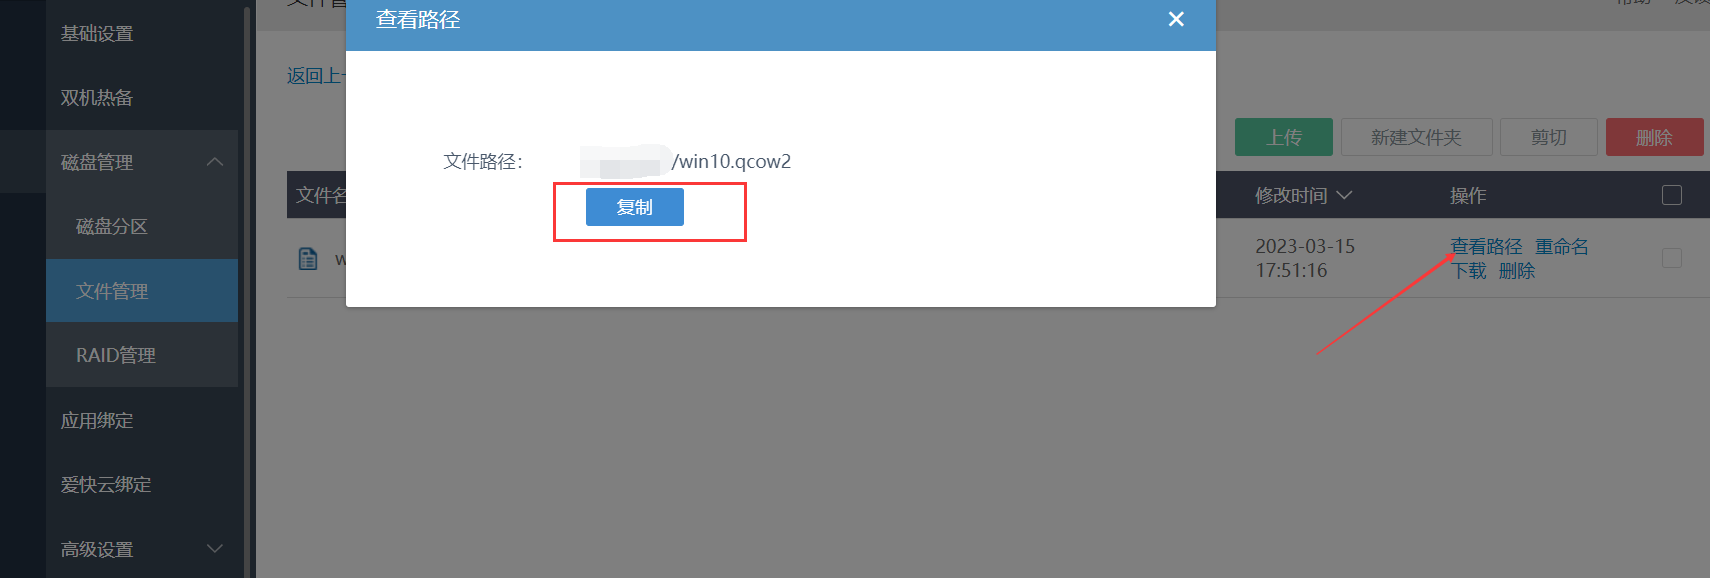 基础设置
双机热备
磁盘管理
磁盘分区
文件管理
RAID管理
应用绑定
爱快云绑定
高级设置
查看路径
返回上
文件路径：
/win10.qcow2
复制
上传
新建文件夹
剪切
删除
文件名
修改时间
操作
w
2023-03-15
17:51:16
查看路径 重命名
下载 删除